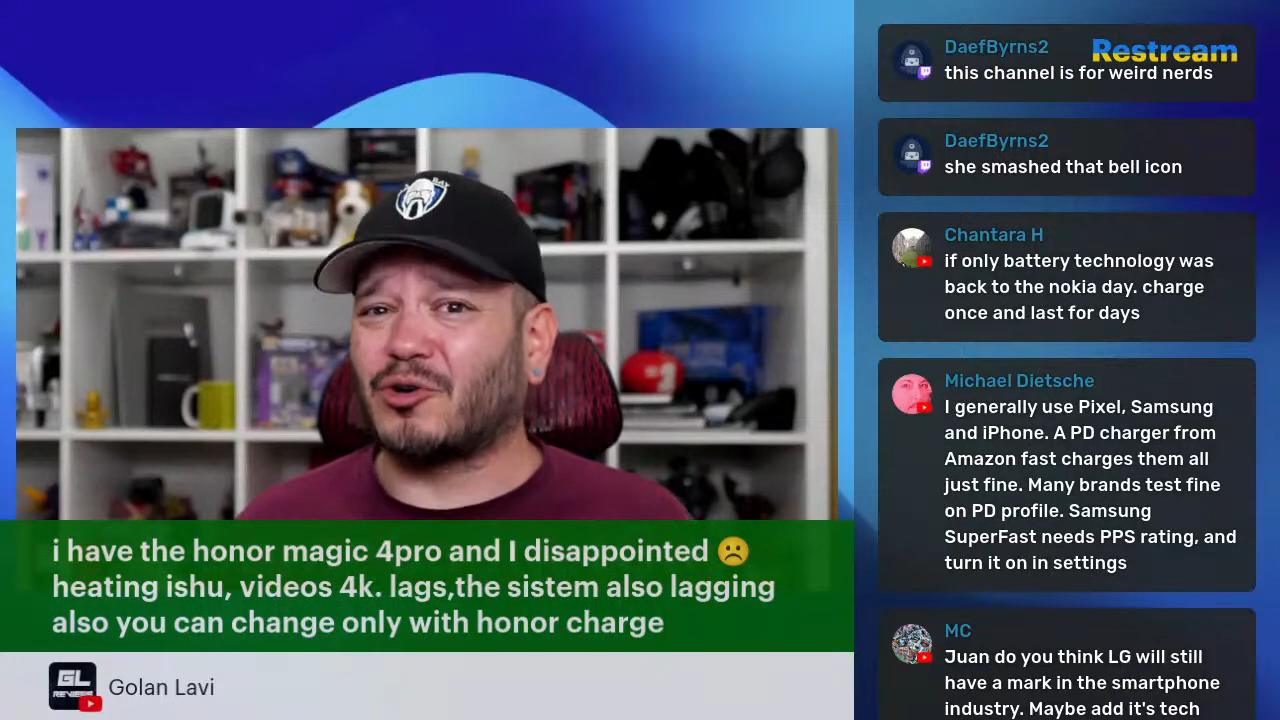 Restream
DaefByrns2
this channel is for weird nerds
DaefByrns2
she smashed that bell icon
Chantara H
if only battery technology was
back to the nokia day. charge
once and last for days
Michael Dietsche
I generally use Pixel, Samsung
and iPhone. A PD charger from
Amazon fast charges them all
just fine. Many brands test fine
on PD profile. Samsung
SuperFast needs PPS rating, and
turn it on in settings
MC
Juan do you think LG will still
have a mark in the smartphone
industry. Maybe add it's tech
i have the honor magic 4pro and I disappointed ☹️
heating ishu, videos 4k. lags,the sistem also lagging
also you can change only with honor charge
GL
REVIEWS
Golan Lavi